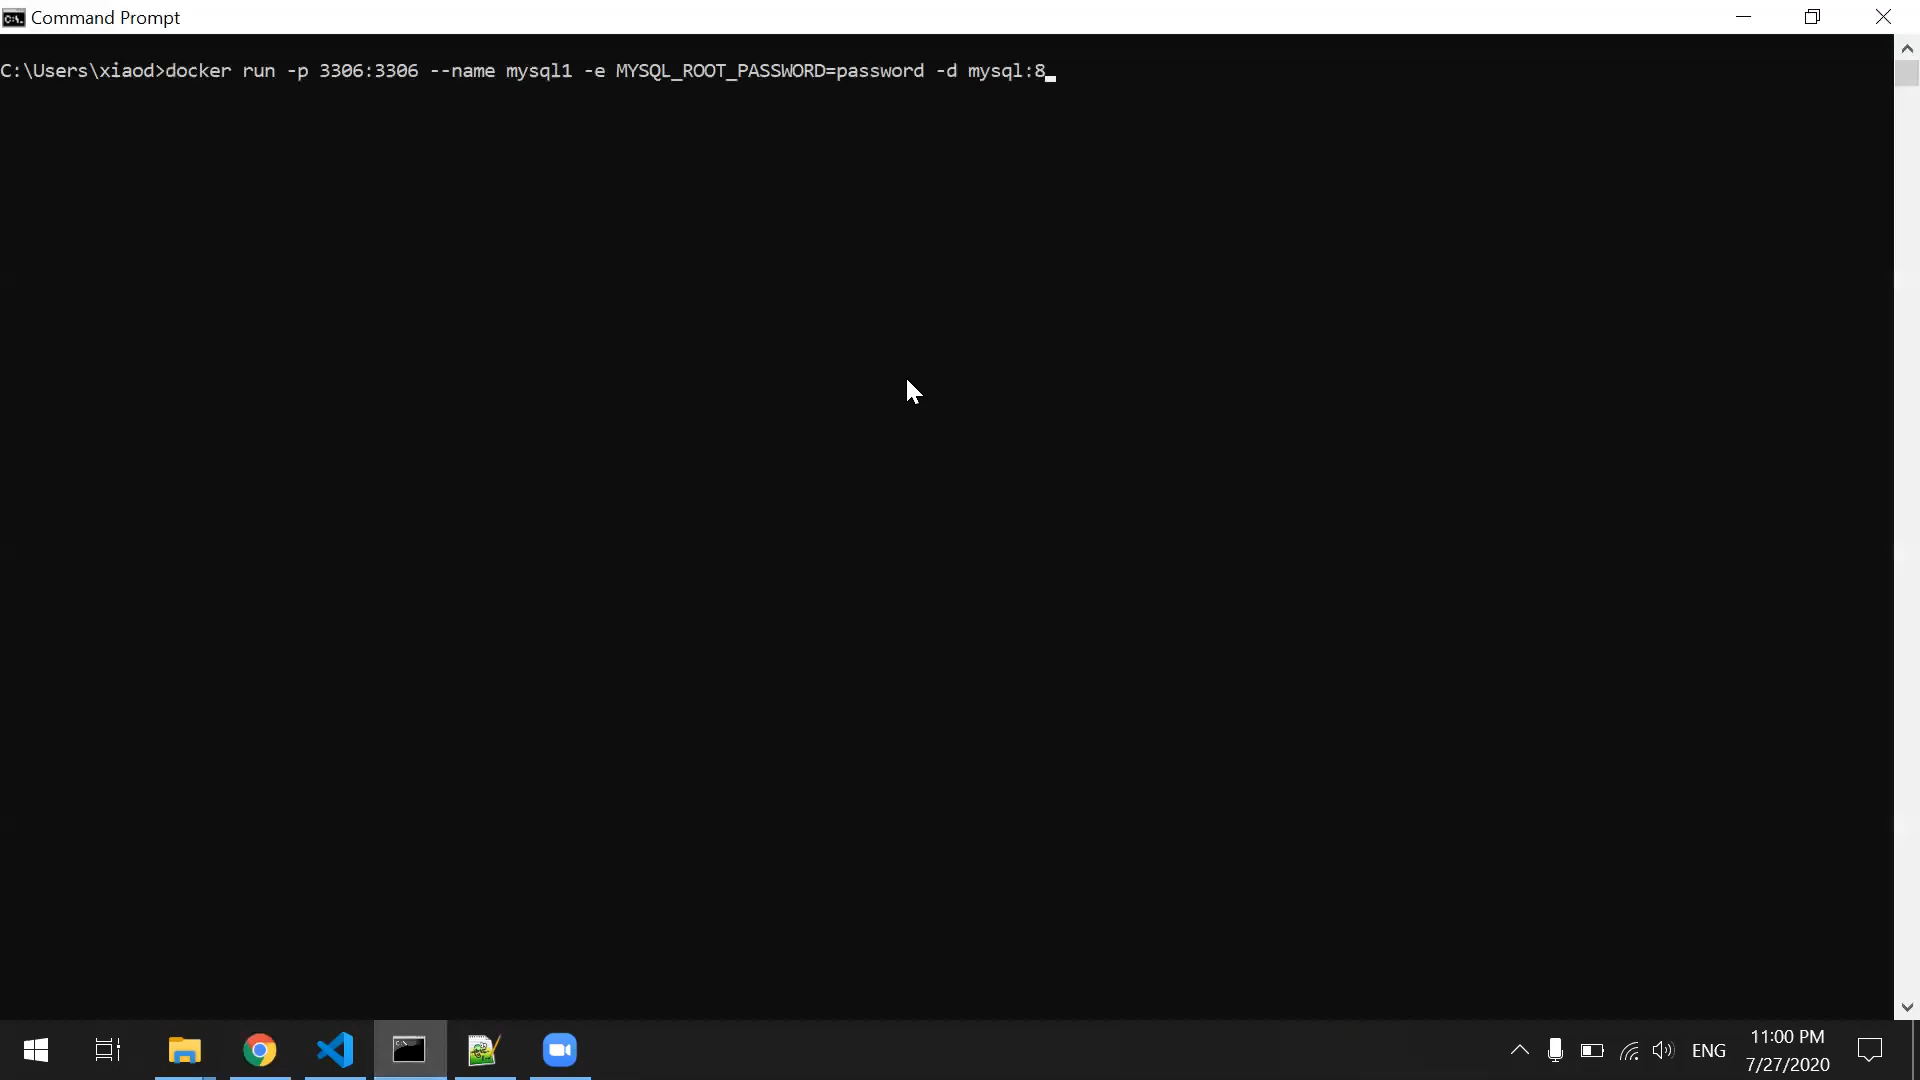 Command Prompt
C:\Users\xiaod>docker run -p 3306:3306 --name mysql1 -e MYSQL_ROOT_PASSWORD=password -d mysql:8
ENG
11:00 PM
7/27/2020